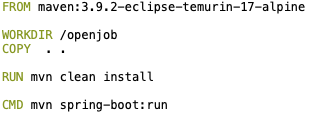 FROM maven:3.9.2-eclipse-temurin-17-alpine
WORKDIR /openjob
COPY . .
RUN mvn clean install
CMD mvn spring-boot:run